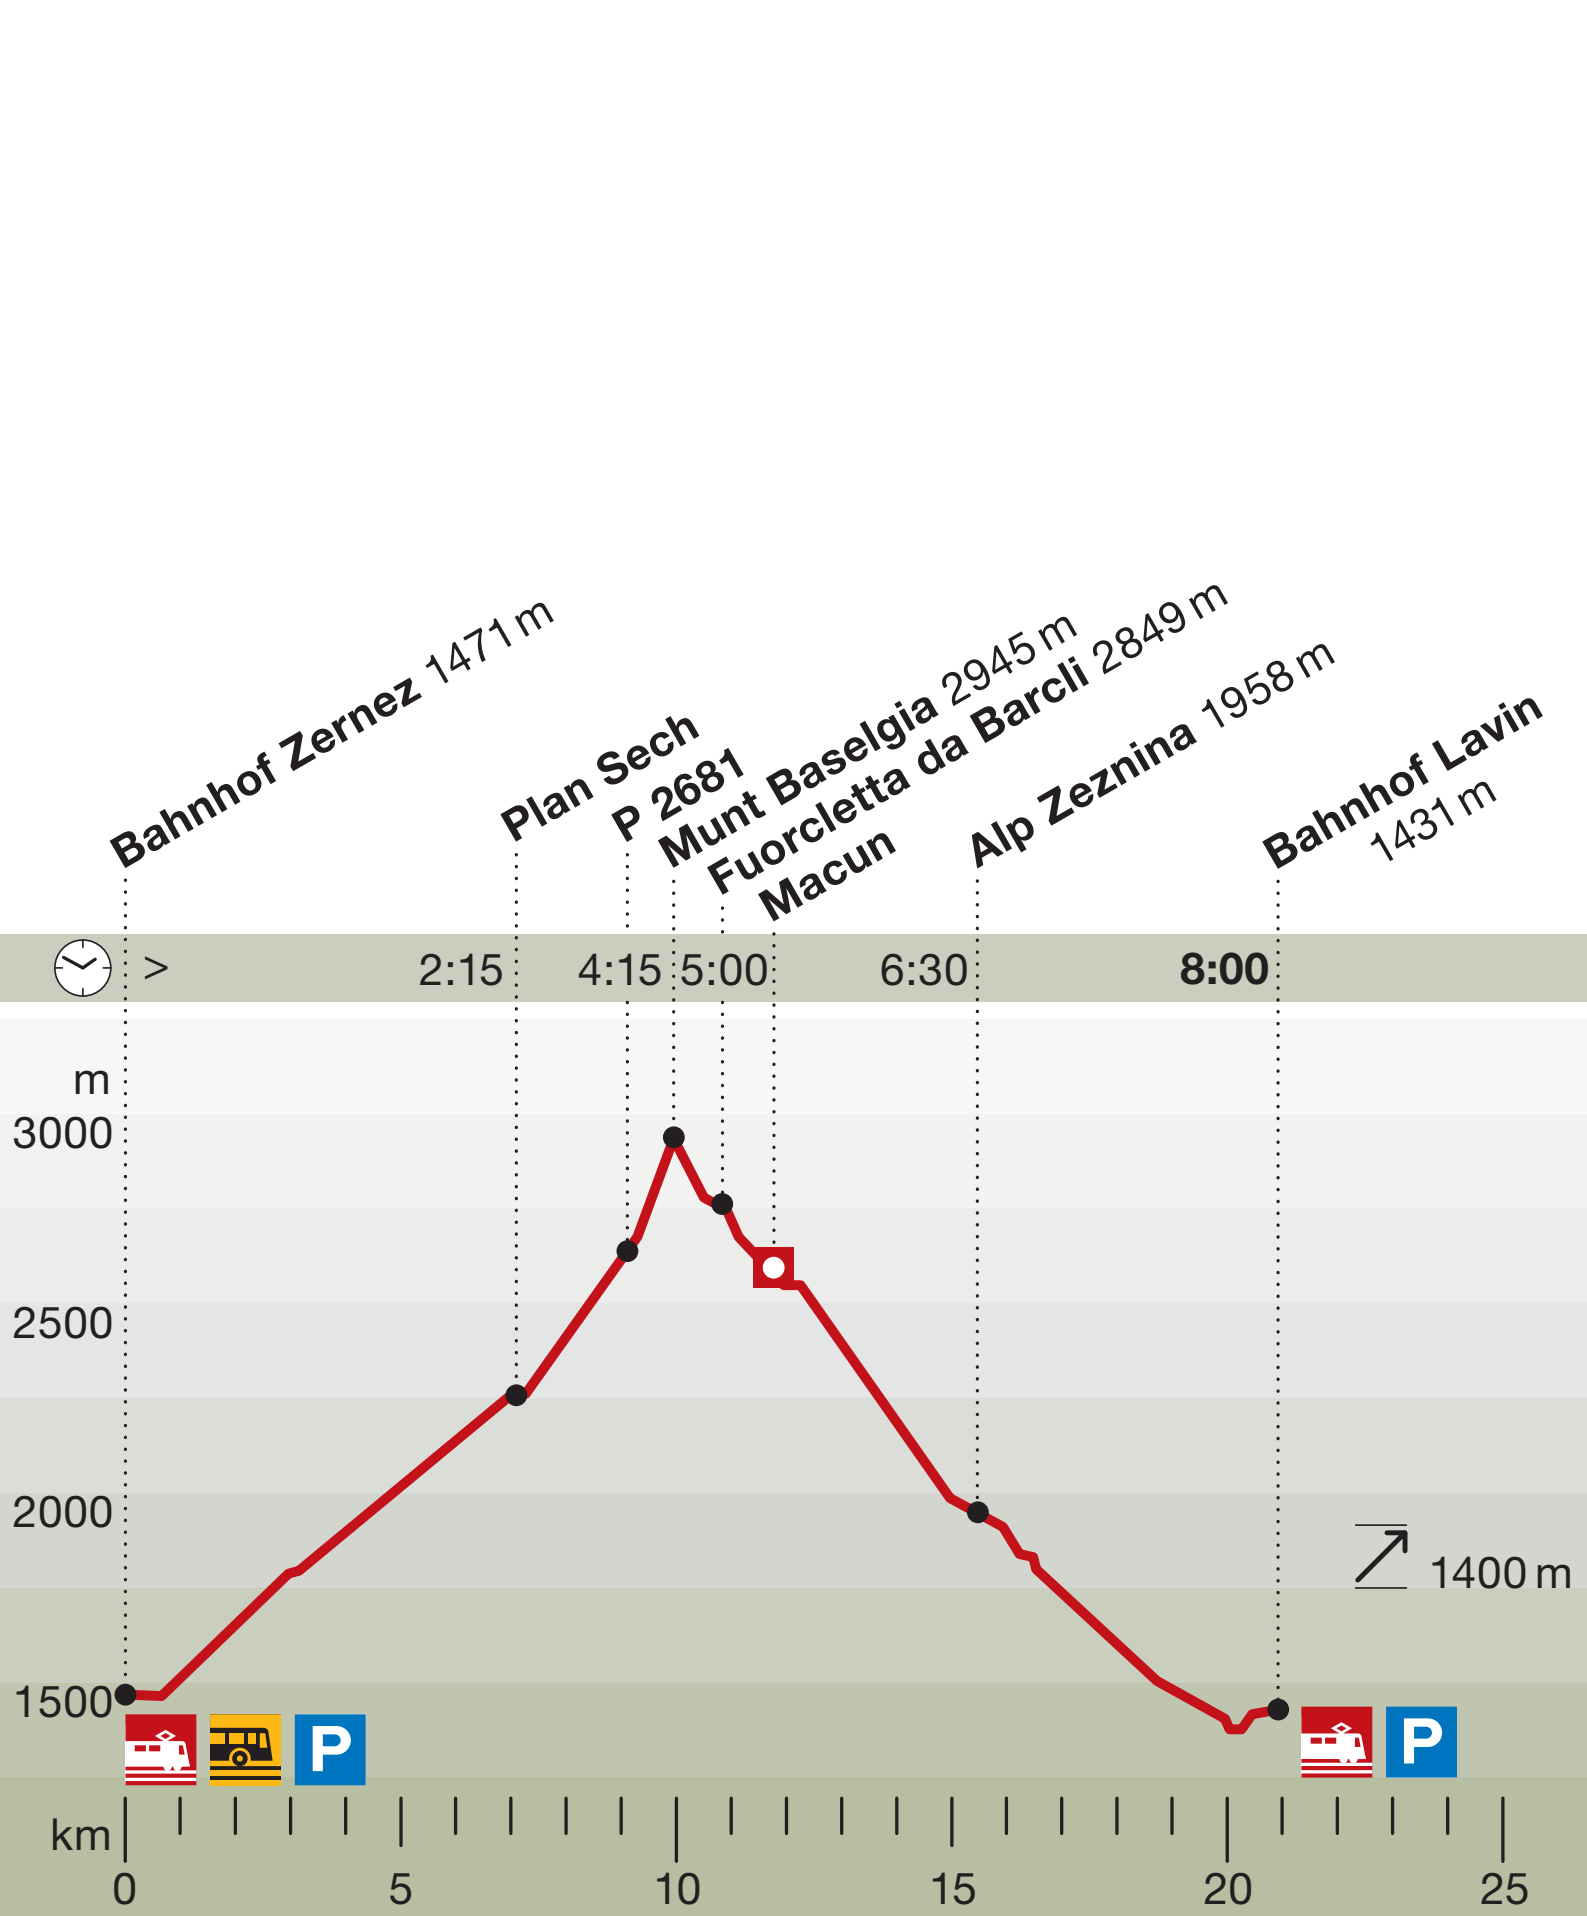 Bahnhof Zernez 1471 m
Plan Sech
P 2681
Munt Baselgia 2945 m
Fuorcletta da Barcli 2849 m
Macun
Alp Zeznina 1958 m
Bahnhof Lavin
1431 m
> 2:15 4:15 5:00 6:30 8:00
m
3000
2500
2000
1400 m
1500
P P
km
0 5 10 15 20 25